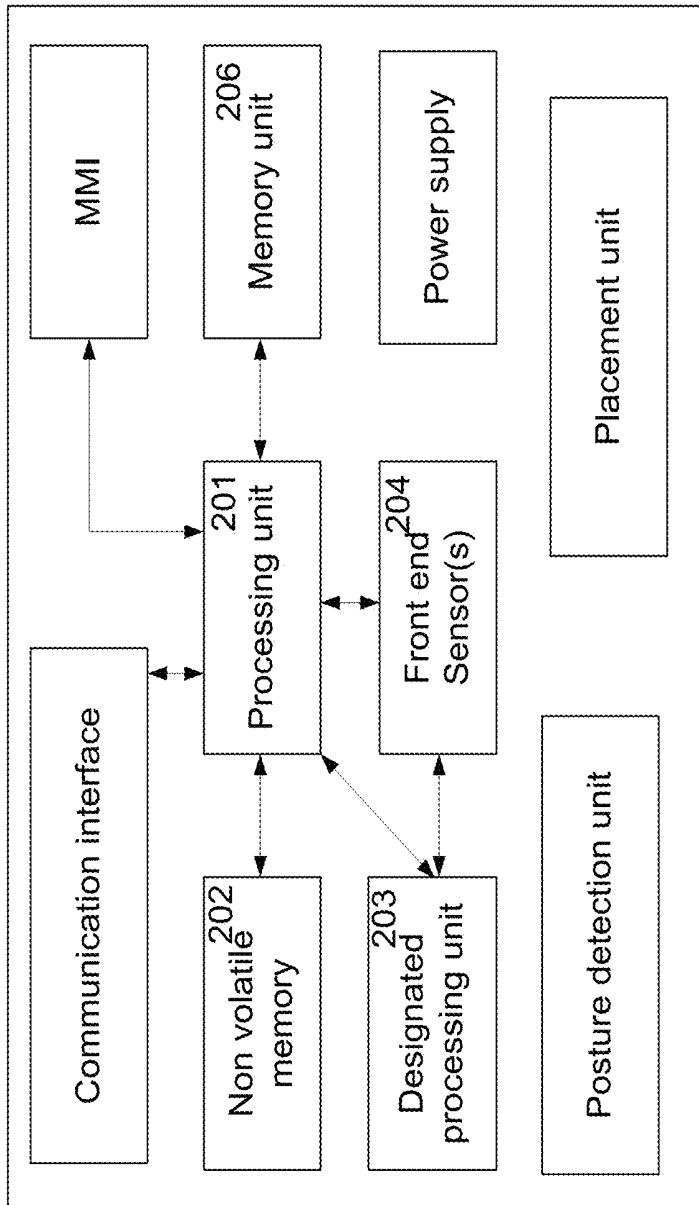 Communication interface
MMI
202
Non volatile
memory
201
Processing unit
206
Memory unit
203
Designated
processing unit
204
Front end
Sensor(s)
Power supply
Posture detection unit
Placement unit